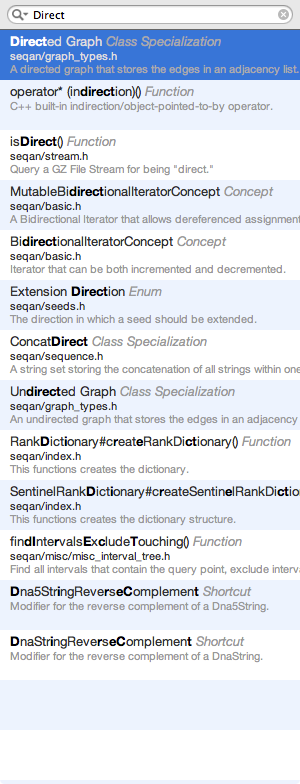 Direct
Directed Graph Class Specialization
seqan/graph_types.h
A directed graph that stores the edges in an adjacency list.
operator* (indirection)() Function
C++ built-in indirection/object-pointed-to-by operator.
isDirect() Function
seqan/stream.h
Query a GZ File Stream for being "direct."
MutableBidirectionalIteratorConcept Concept
seqan/basic.h
A Bidirectional Iterator that allows dereferenced assignment
BidirectionalIteratorConcept Concept
seqan/basic.h
Iterator that can be both incremented and decremented.
Extension Direction Enum
seqan/seeds.h
The direction in which a seed should be extended.
ConcatDirect Class Specialization
seqan/sequence.h
A string set storing the concatenation of all strings within one
Undirected Graph Class Specialization
seqan/graph_types.h
An undirected graph that stores the edges in an adjacency
RankDictionary#createRankDictionary() Function
seqan/index.h
This functions creates the dictionary.
SentinelRankDictionary#createSentinelRankDictio
seqan/index.h
This functions creates the dictionary structure.
findIntervalsExcludeTouching() Function
seqan/misc/misc_interval_tree.h
Find all intervals that contain the query point, exclude interva
Dna5StringReverseComplement Shortcut
Modifier for the reverse complement of a Dna5String.
DnaStringReverseComplement Shortcut
Modifier for the reverse complement of a DnaString.